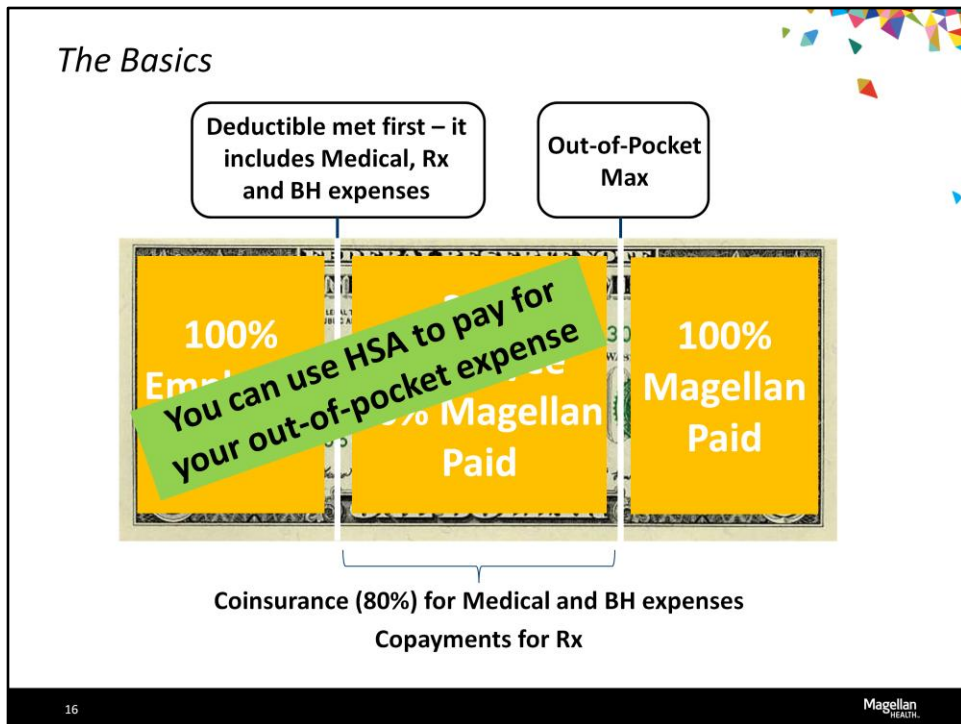 The Basics
Deductible met first – it
includes Medical, Rx
and BH expenses
Out-of-Pocket
Max
100%
You can use HSA to pay for
your out-of-pocket expense
Magellan
Paid
100%
Magellan
Paid
Coinsurance (80%) for Medical and BH expenses
Copayments for Rx
16
Magellan
HEALTH.